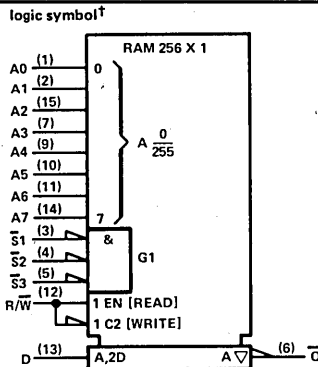 logic symbol†
RAM 256 X 1
A0 (1) 0
A1 (2)
A2 (15)
A3 (7)
A4 (9)
A5 (10)
A6 (11)
A7 (14) 7
A 0/255
S̅1 (3) &
S̅2 (4) G1
S̅3 (5)
R/W̅ (12) 1 EN [READ]
1 C2 [WRITE]
D (13) A,2D A ▽ (6)